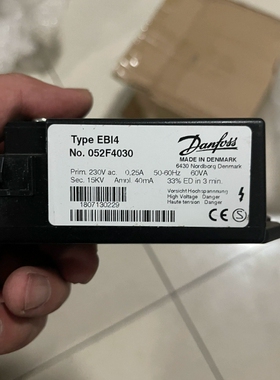 Type EBI4
No. 052F4030
Danfoss
MADE IN DENMARK
6430 Nordborg Denmark
Prim. 230V ac. 0,25A 50-60Hz 60VA
Sec. 15KV Ampl. 40mA 33% ED in 3 min.
Vorsicht Hochspannung
High Voltage Danger
Haute tension Danger
1807130229